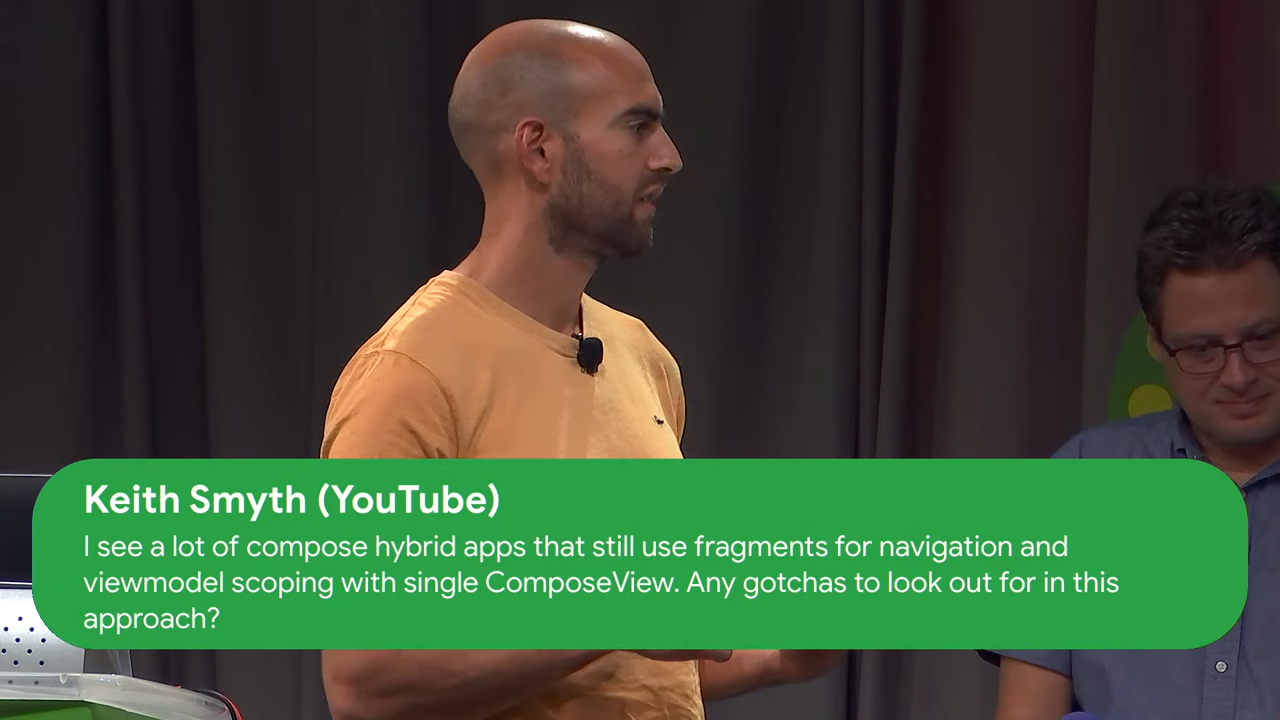 Keith Smyth (YouTube)
I see a lot of compose hybrid apps that still use fragments for navigation and
viewmodel scoping with single ComposeView. Any gotchas to look out for in this
approach?